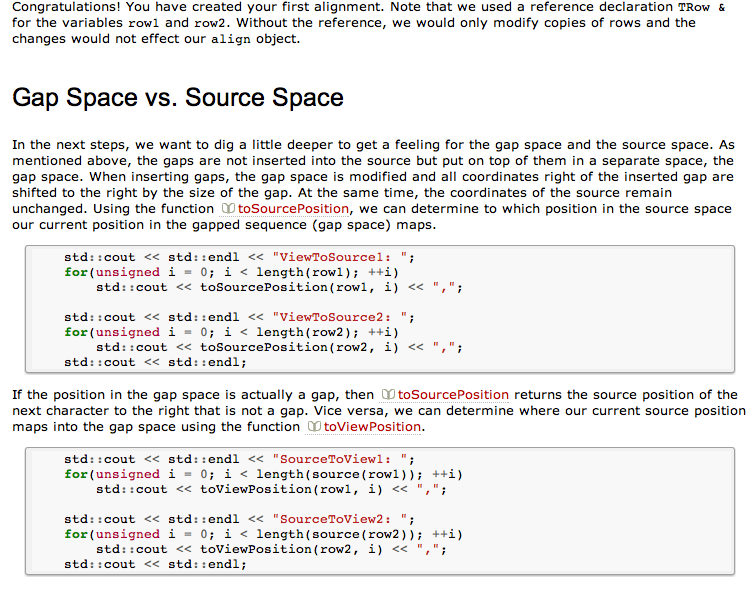 Congratulations! You have created your first alignment. Note that we used a reference declaration TRow &
for the variables row1 and row2. Without the reference, we would only modify copies of rows and the
changes would not effect our align object.
Gap Space vs. Source Space
In the next steps, we want to dig a little deeper to get a feeling for the gap space and the source space. As
mentioned above, the gaps are not inserted into the source but put on top of them in a separate space, the
gap space. When inserting gaps, the gap space is modified and all coordinates right of the inserted gap are
shifted to the right by the size of the gap. At the same time, the coordinates of the source remain
unchanged. Using the function toSourcePosition, we can determine to which position in the source space
our current position in the gapped sequence (gap space) maps.
std::cout << std::endl << "ViewToSource1: ";
for(unsigned i = 0; i < length(row1); ++i)
std::cout << toSourcePosition(row1, i) << ",";
std::cout << std::endl << "ViewToSource2: ";
for(unsigned i = 0; i < length(row2); ++i)
std::cout << toSourcePosition(row2, i) << ",";
std::cout << std::endl;
If the position in the gap space is actually a gap, then toSourcePosition returns the source position of the
next character to the right that is not a gap. Vice versa, we can determine where our current source position
maps into the gap space using the function toViewPosition.
std::cout << std::endl << "SourceToView1: ";
for(unsigned i = 0; i < length(source(row1)); ++i)
std::cout << toViewPosition(row1, i) << ",";
std::cout << std::endl << "SourceToView2: ";
for(unsigned i = 0; i < length(source(row2)); ++i)
std::cout << toViewPosition(row2, i) << ",";
std::cout << std::endl;